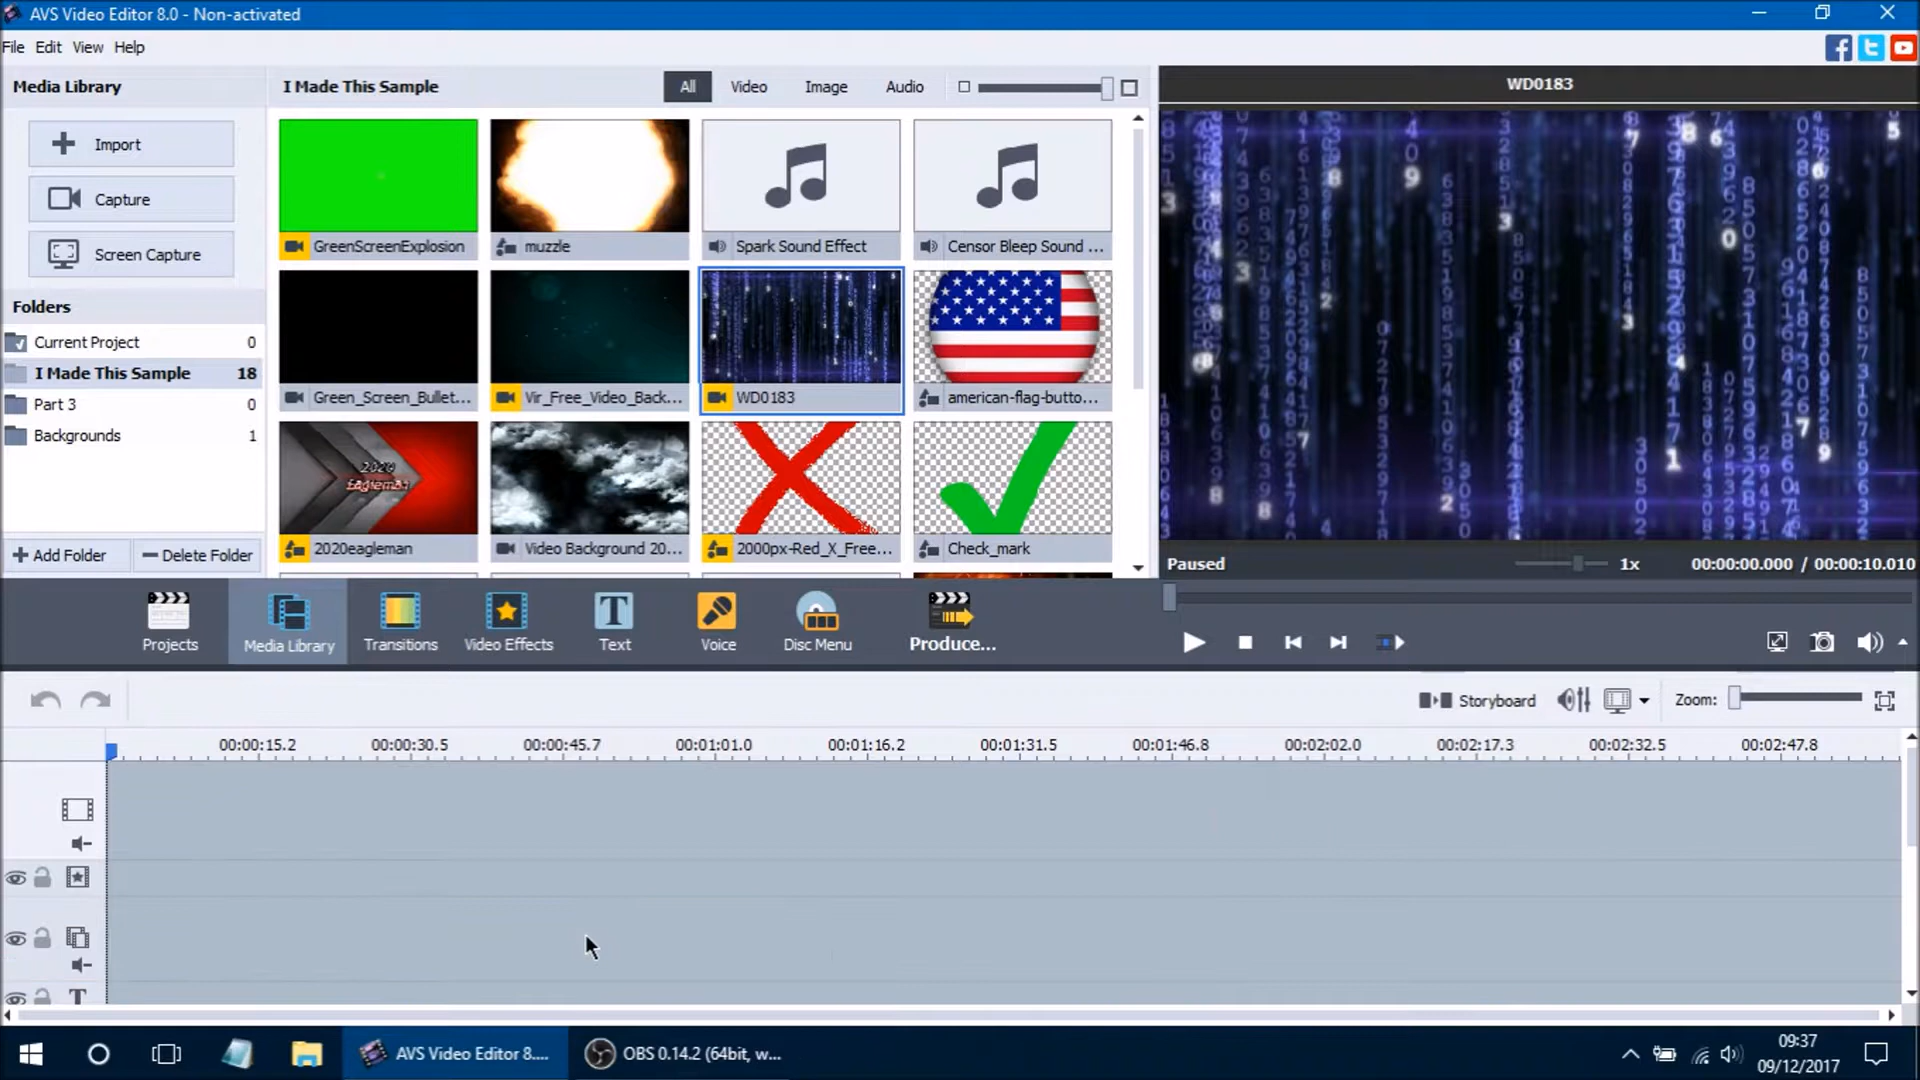 AVS Video Editor 8.0 - Non-activated
File Edit View Help
Media Library
I Made This Sample
All Video Image Audio
WD0183
Import
Capture
Screen Capture
GreenScreenExplosion
muzzle
Spark Sound Effect
Censor Bleep Sound ...
Folders
Current Project 0
I Made This Sample 18
Part 3 0
Backgrounds 1
Green_Screen_Bullet...
Vir_Free_Video_Back...
WD0183
american-flag-butto...
2020
Eagleman
2020eagleman
Video Background 20...
2000px-Red_X_Free...
Check_mark
Add Folder
Delete Folder
Paused
1x
00:00:00.000 / 00:00:10.010
Projects
Media Library
Transitions
Video Effects
Text
Voice
Disc Menu
Produce...
Storyboard
Zoom:
00:00:15.2 00:00:30.5 00:00:45.7 00:01:01.0 00:01:16.2 00:01:31.5 00:01:46.8 00:02:02.0 00:02:17.3 00:02:32.5 00:02:47.8
AVS Video Editor 8....
OBS 0.14.2 (64bit, w...
09:37
09/12/2017